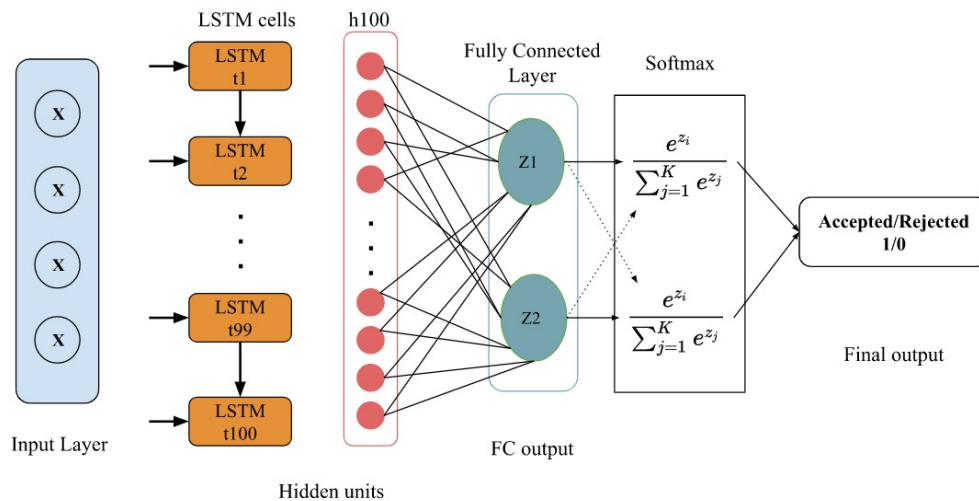 LSTM cells
h100
Fully Connected
Layer
Softmax
X
X
X
X
LSTM
t1
LSTM
t2
LSTM
t99
LSTM
t100
Z1
Z2
e^{z_i}
∑_{j=1}^{K} e^{z_j}
e^{z_i}
∑_{j=1}^{K} e^{z_j}
Accepted/Rejected
1/0
Final output
Input Layer
FC output
Hidden units